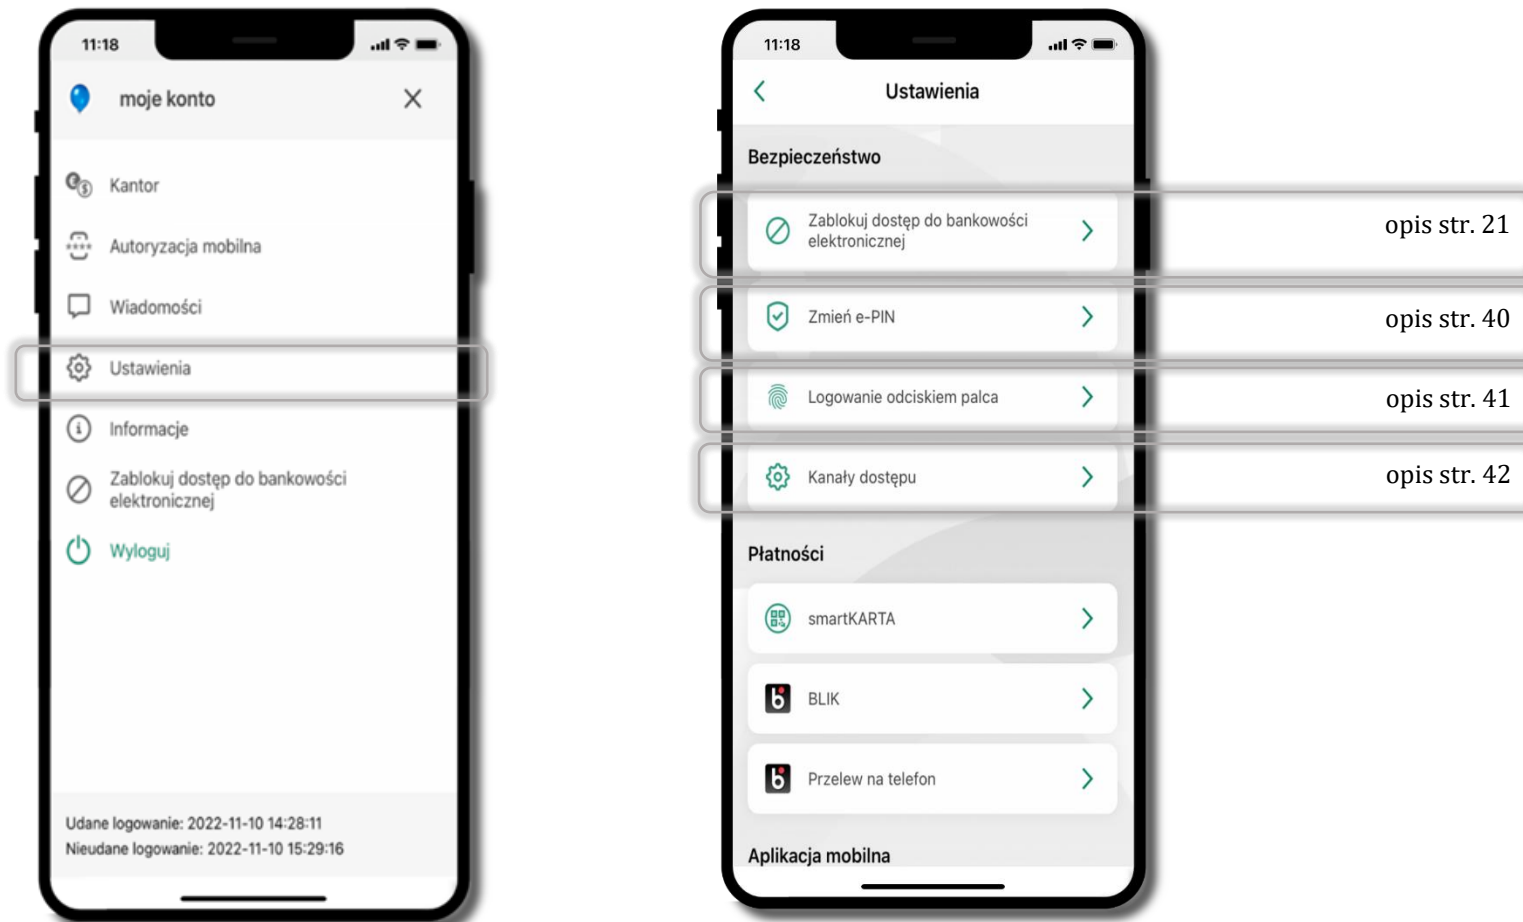 11:18
moje konto
Kantor
Autoryzacja mobilna
Wiadomości
Ustawienia
Informacje
Zablokuj dostęp do bankowości
elektronicznej
Wyloguj
Udane logowanie: 2022-11-10 14:28:11
Nieudane logowanie: 2022-11-10 15:29:16
11:18
Ustawienia
Bezpieczeństwo
Zablokuj dostęp do bankowości
elektronicznej
opis str. 21
Zmień e-PIN
opis str. 40
Logowanie odciskiem palca
opis str. 41
Kanały dostępu
opis str. 42
Płatności
smartKARTA
BLIK
Przelew na telefon
Aplikacja mobilna